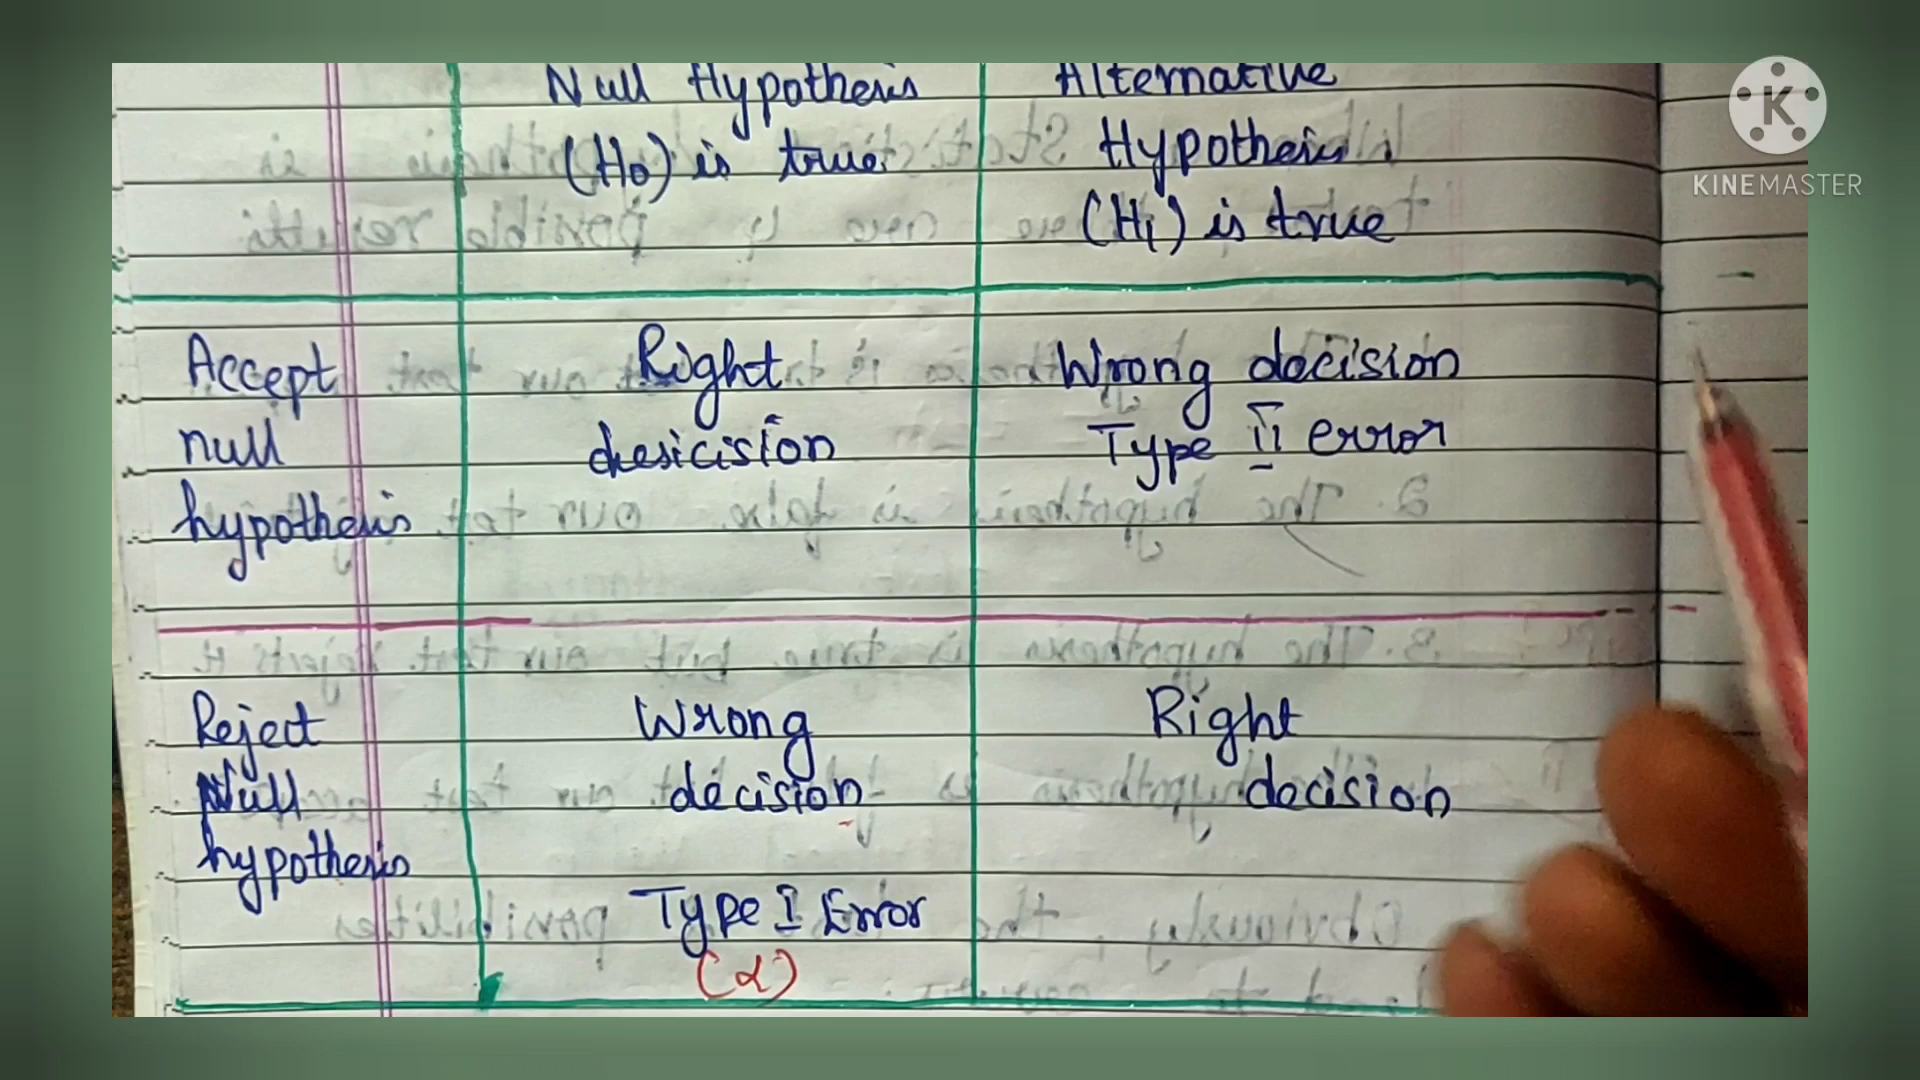 Null Hypothesis
(H0) is true
Alternative
Hypothesis
(H1) is true
Accept
null
hypothesis
Right
desicision
Wrong decision
Type II error
Reject
Null
hypothesis
Wrong
decision
Type I Error
(α)
Right
decision
K
KINEMASTER